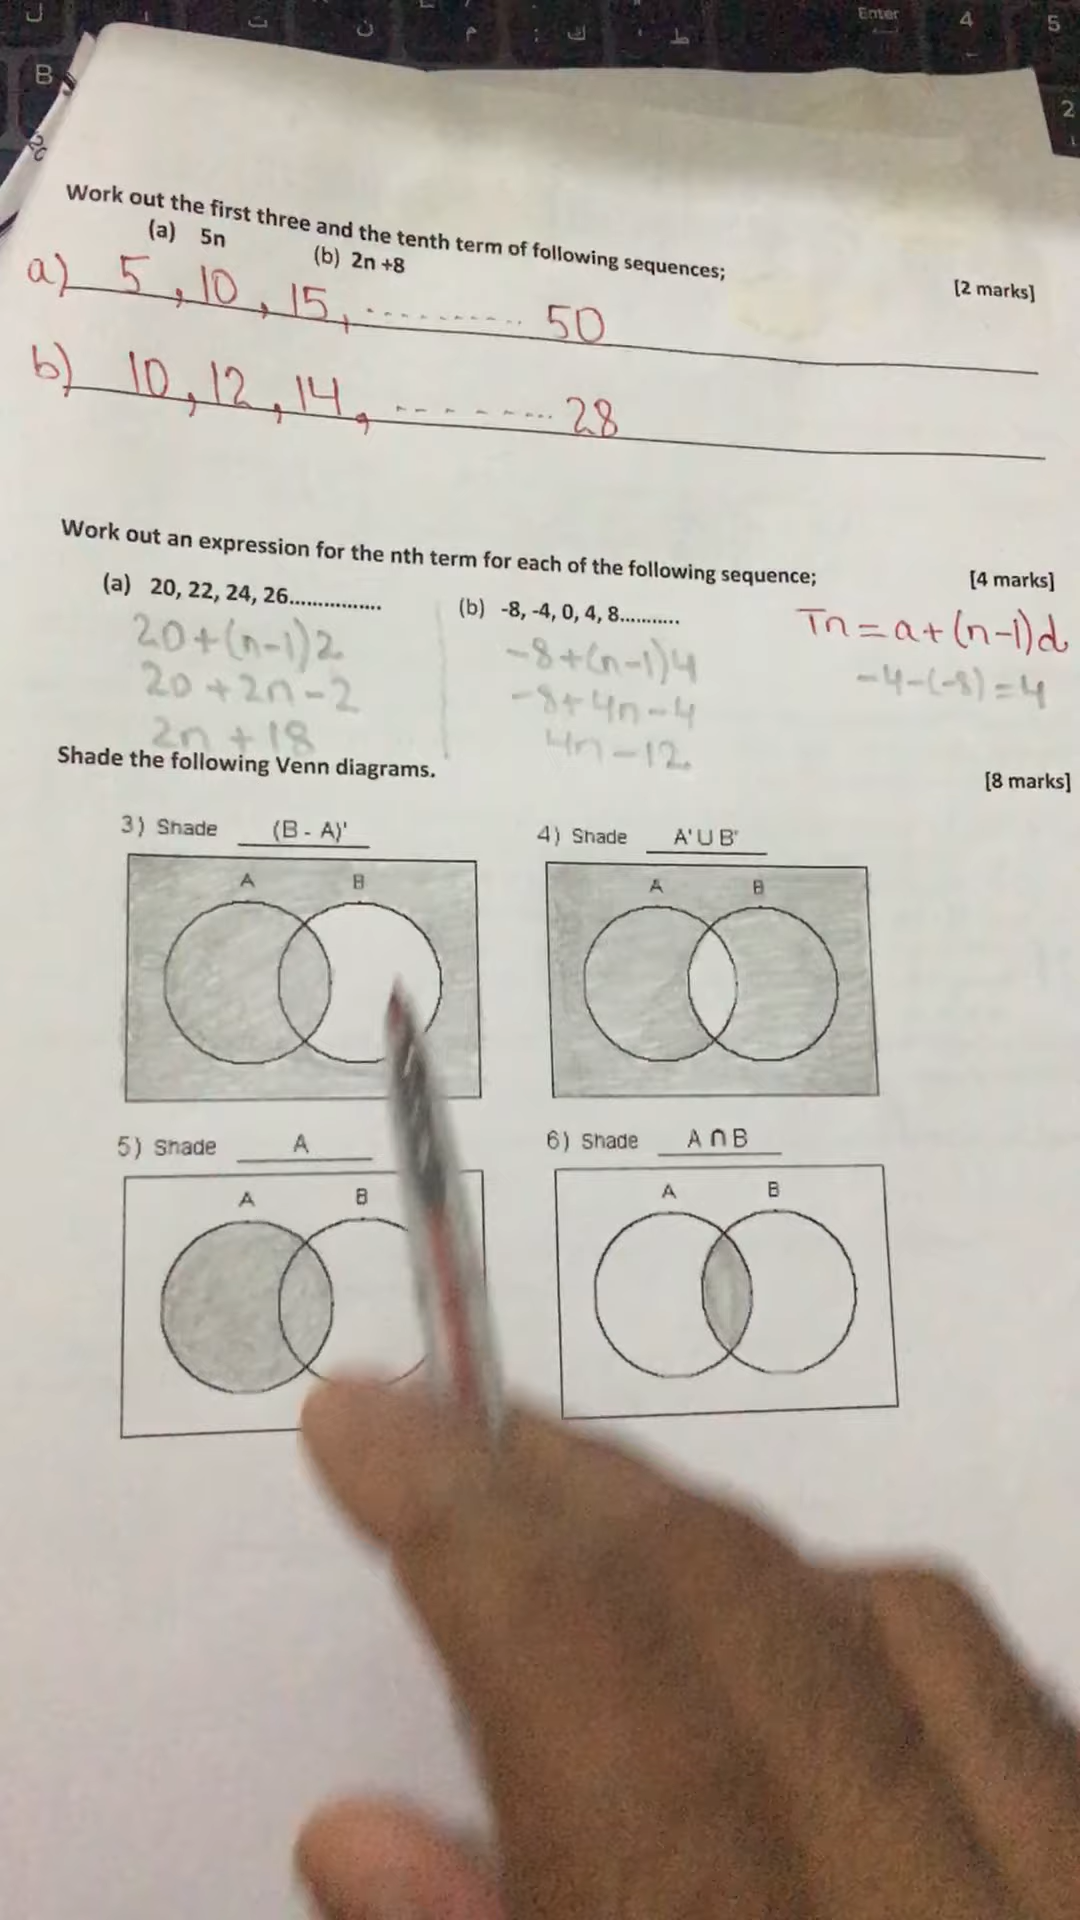 Enter 4 5
B
2
Work out the first three and the tenth term of following sequences;
(a) 5n (b) 2n +8
[2 marks]
a) 5, 10, 15, .......... 50
b) 10, 12, 14, .......... 28
Work out an expression for the nth term for each of the following sequence;
[4 marks]
(a) 20, 22, 24, 26................ (b) -8, -4, 0, 4, 8...........
Tn = a + (n-1)d
20+(n-1)2 -8+(n-1)4 -4-(-8)=4
20+2n-2 -8+4n-4
2n+18 4n-12
Shade the following Venn diagrams.
[8 marks]
3) Shade (B - A)' 4) Shade A' ∪ B'
A B A B
5) Shade A 6) Shade A ∩ B
A B A B